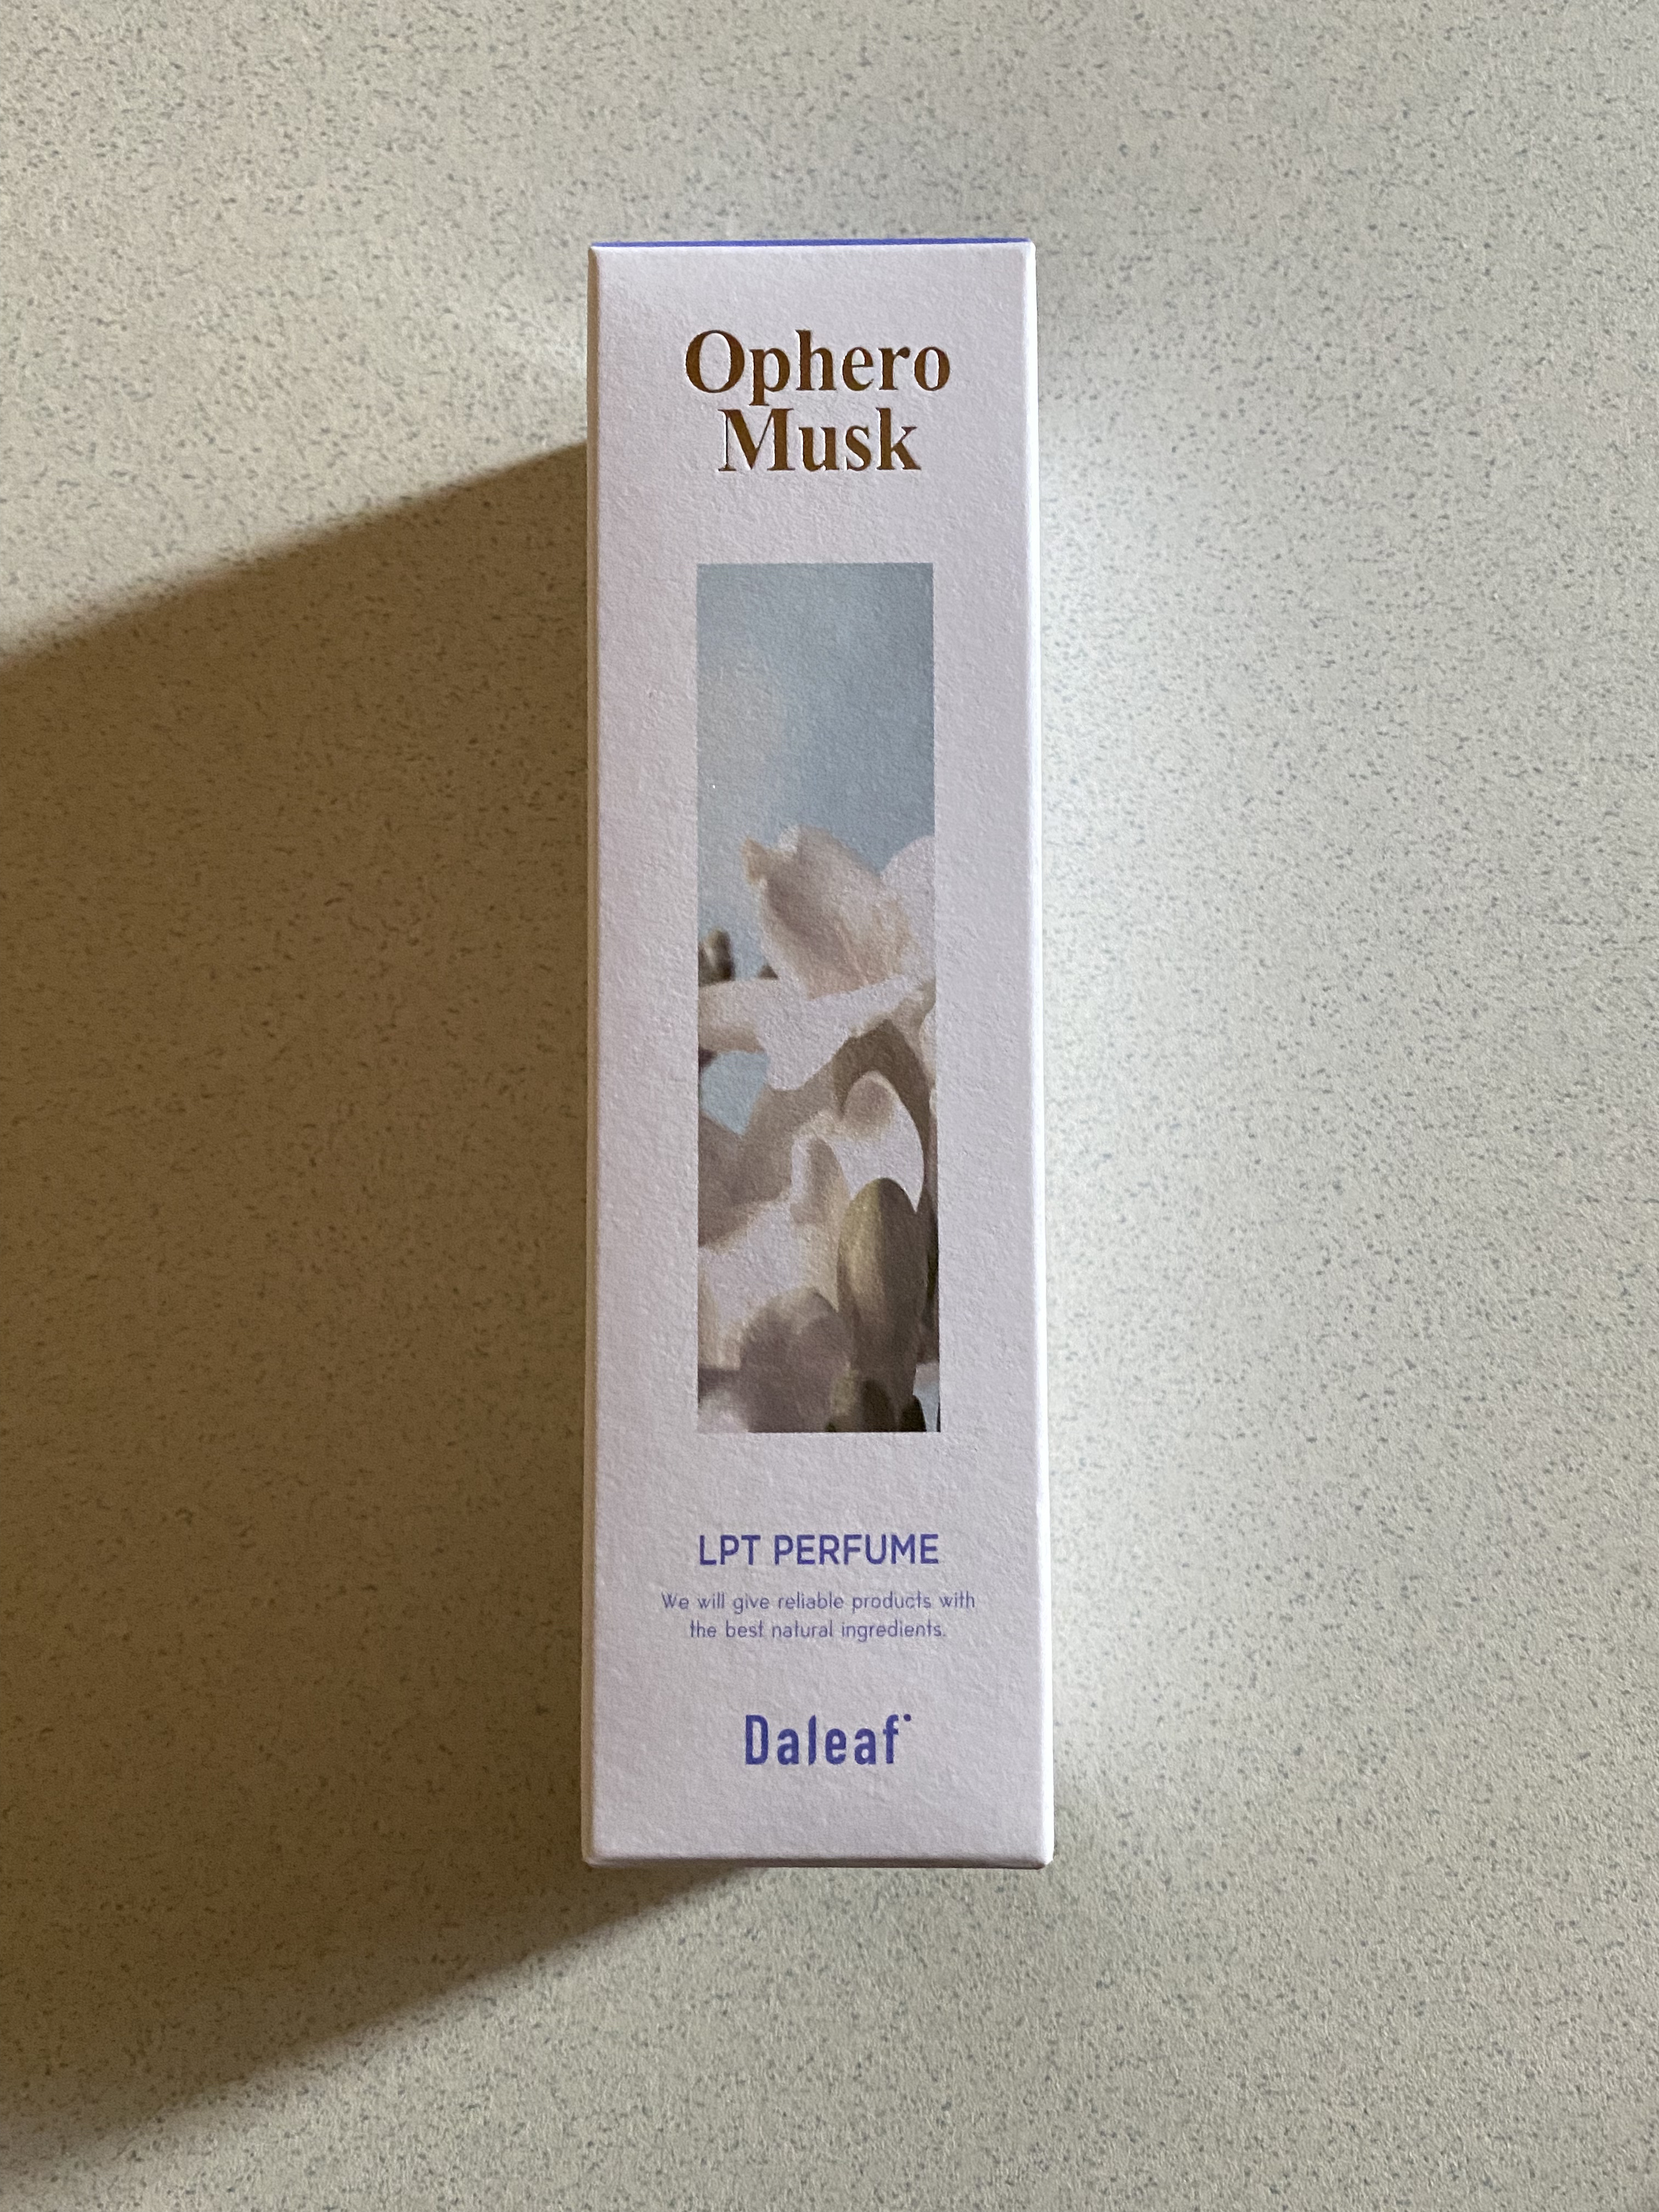 Ophero
Musk
LPT PERFUME
We will give reliable products with
the best natural ingredients.
Daleaf